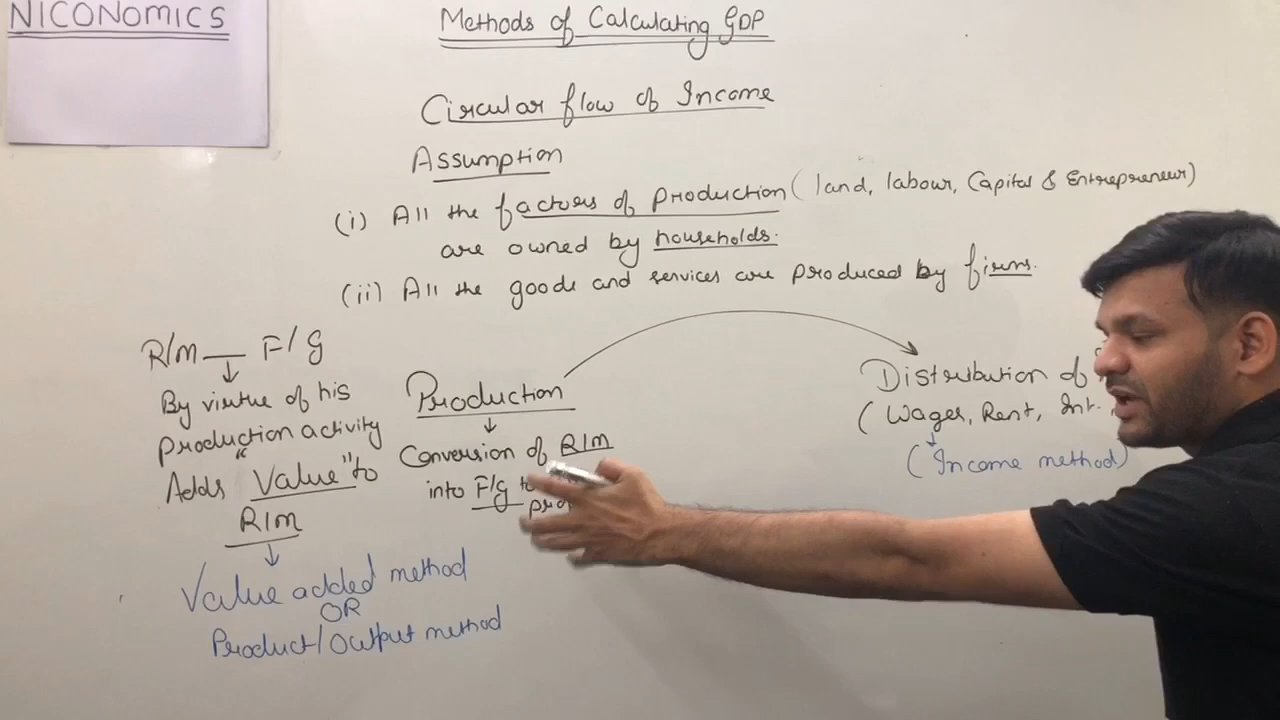 NICONOMICS
Methods of Calculating GDP
Circular flow of Income
Assumption
(i) All the factors of Production (land, labour, Capital & Entrepreneur)
are owned by households.
(ii) All the goods and services are produced by firms.
R/M — F/G
By virtue of his
Production activity
Adds "Value" to
R/M
Value added method
OR
Product/Output method
Production
Conversion of R/M
into F/g
Distribution of
(Wages, Rent, Int.,
(Income method)